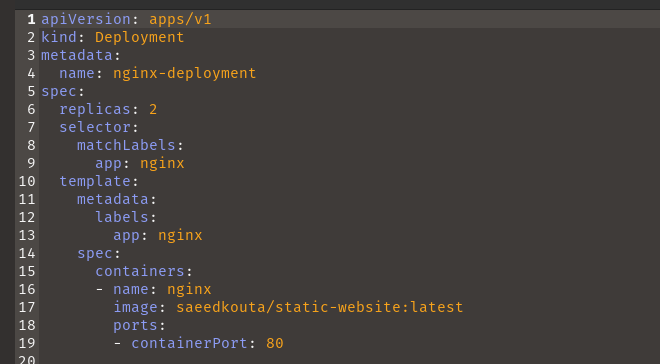 1 apiVersion: apps/v1
2 kind: Deployment
3 metadata:
4   name: nginx-deployment
5 spec:
6   replicas: 2
7   selector:
8     matchLabels:
9       app: nginx
10   template:
11     metadata:
12       labels:
13         app: nginx
14     spec:
15       containers:
16       - name: nginx
17         image: saeedkouta/static-website:latest
18         ports:
19         - containerPort: 80
20